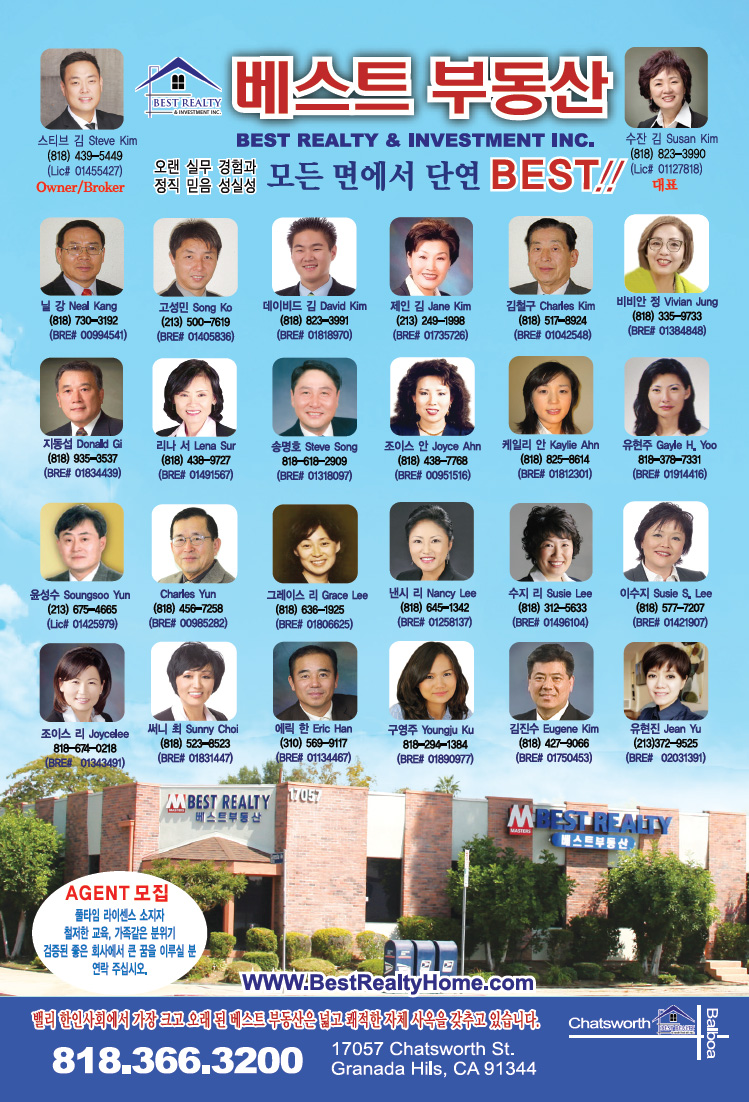 BEST REALTY
& INVESTMENT INC.
베스트 부동산
BEST REALTY & INVESTMENT INC.
오랜 실무 경험과
정직 믿음 성실성
모든 면에서 단연 BEST!!
스티브 김 Steve Kim
(818) 439-5449
(Lic# 01455427)
Owner/Broker
수잔 김 Susan Kim
(818) 823-3990
(Lic# 01127818)
대표
닐 강 Neal Kang
(818) 730-3192
(BRE# 00994541)
고성민 Song Ko
(213) 500-7619
(BRE# 01405836)
데이비드 김 David Kim
(818) 823-3991
(BRE# 01818970)
제인 김 Jane Kim
(213) 249-1998
(BRE# 01735726)
김철구 Charles Kim
(818) 517-8924
(BRE# 01042548)
비비안 정 Vivian Jung
(818) 335-9733
(BRE# 01384848)
지동섭 Donald Gi
(818) 935-3537
(BRE# 01834439)
리나 서 Lena Sur
(818) 438-9727
(BRE# 01491567)
송명호 Steve Song
818-618-2909
(BRE# 01318097)
조이스 안 Joyce Ahn
(818) 438-7768
(BRE# 00951516)
케일리 안 Kaylie Ahn
(818) 825-8614
(BRE# 01812301)
유현주 Gayle H. Yoo
818-378-7331
(BRE# 01914416)
윤성수 Soungsoo Yun
(213) 675-4665
(Lic# 01425979)
Charles Yun
(818) 456-7258
(BRE# 00985282)
그레이스 리 Grace Lee
(818) 636-1925
(BRE# 01806625)
낸시 리 Nancy Lee
(818) 645-1342
(BRE# 01258137)
수지 리 Susie Lee
(818) 312-5633
(BRE# 01496104)
이수지 Susie S. Lee
(818) 577-7207
(BRE# 01421907)
조이스 리 Joycelee
818-674-0218
(BRE# 01343491)
써니 최 Sunny Choi
(818) 523-8523
(BRE# 01831447)
에릭 한 Eric Han
(310) 569-9117
(BRE# 01134467)
구영주 Youngju Ku
818-294-1384
(BRE# 01890977)
김진수 Eugene Kim
(818) 427-9066
(BRE# 01750453)
유현진 Jean Yu
(213)372-9525
(BRE# 02031391)
M BEST REALTY
MASTERS
베스트부동산
17057
M BEST REALTY
MASTERS
베스트부동산
AGENT 모집
풀타임 라이센스 소지자
철저한 교육, 가족같은 분위기
검증된 좋은 회사에서 큰 꿈을 이루실 분
연락 주십시오.
WWW.BestRealtyHome.com
밸리 한인사회에서 가장 크고 오래 된 베스트 부동산은 넓고 쾌적한 자체 사옥을 갖추고 있습니다.
818.366.3200
17057 Chatsworth St.
Granada Hils, CA 91344
Chatsworth
BEST REALTY
Balboa